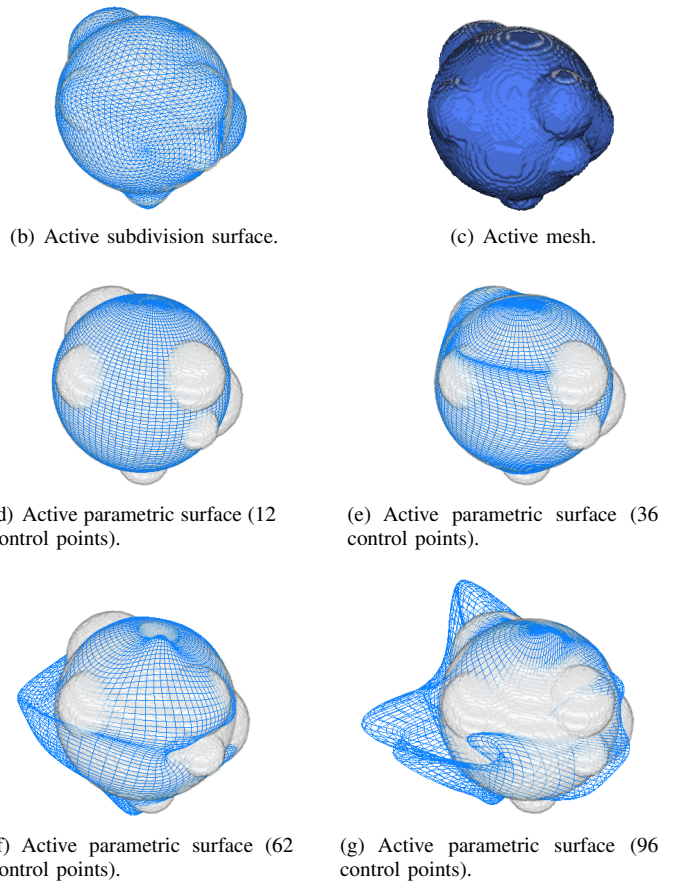 (b) Active subdivision surface.
(c) Active mesh.
d) Active parametric surface (12
ontrol points).
(e) Active parametric surface (36
control points).
f) Active parametric surface (62
ontrol points).
(g) Active parametric surface (96
control points).